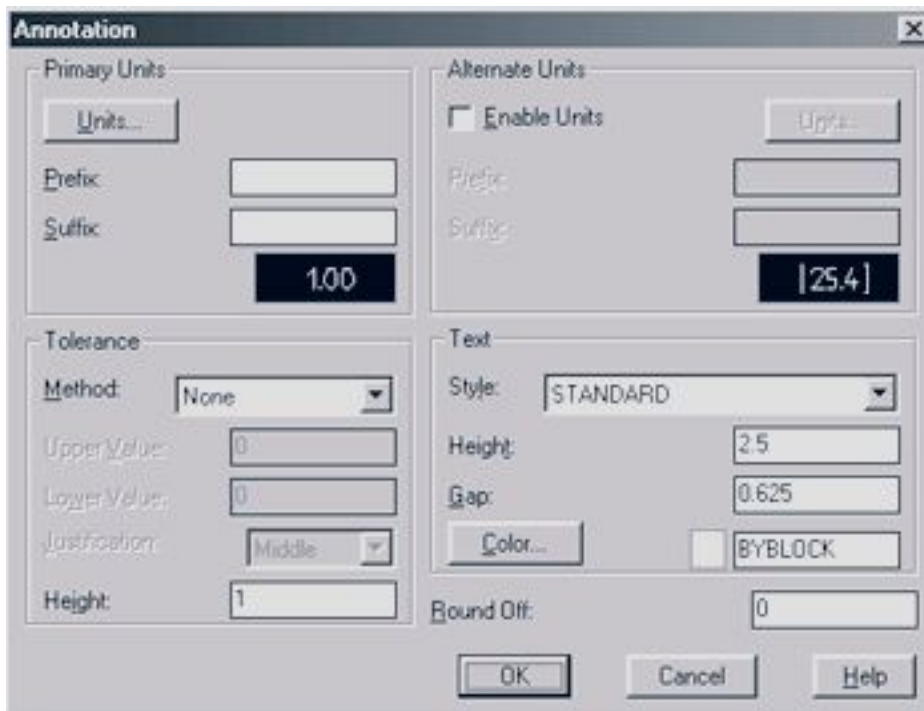 Annotation
Primary Units
Units...
Prefix:
Suffix:
1.00
Alternate Units
Enable Units
Units...
Prefix:
Suffix:
[25.4]
Tolerance
Method: None
Upper Value: 0
Lower Value: 0
Justification: Middle
Height: 1
Text
Style: STANDARD
Height: 2.5
Gap: 0.625
Color... BYBLOCK
Round Off: 0
OK Cancel Help